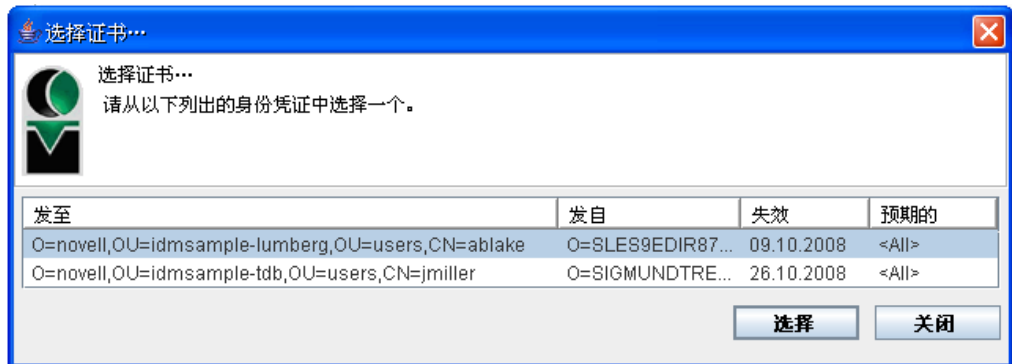 选择证书…
选择证书…
请从以下列出的身份凭证中选择一个。
发至 发自 失效 预期的
O=novell,OU=idmsample-lumberg,OU=users,CN=ablake O=SLES9EDIR87... 09.10.2008 <All>
O=novell,OU=idmsample-tdb,OU=users,CN=jmiller O=SIGMUNDTRE... 26.10.2008 <All>
选择 关闭